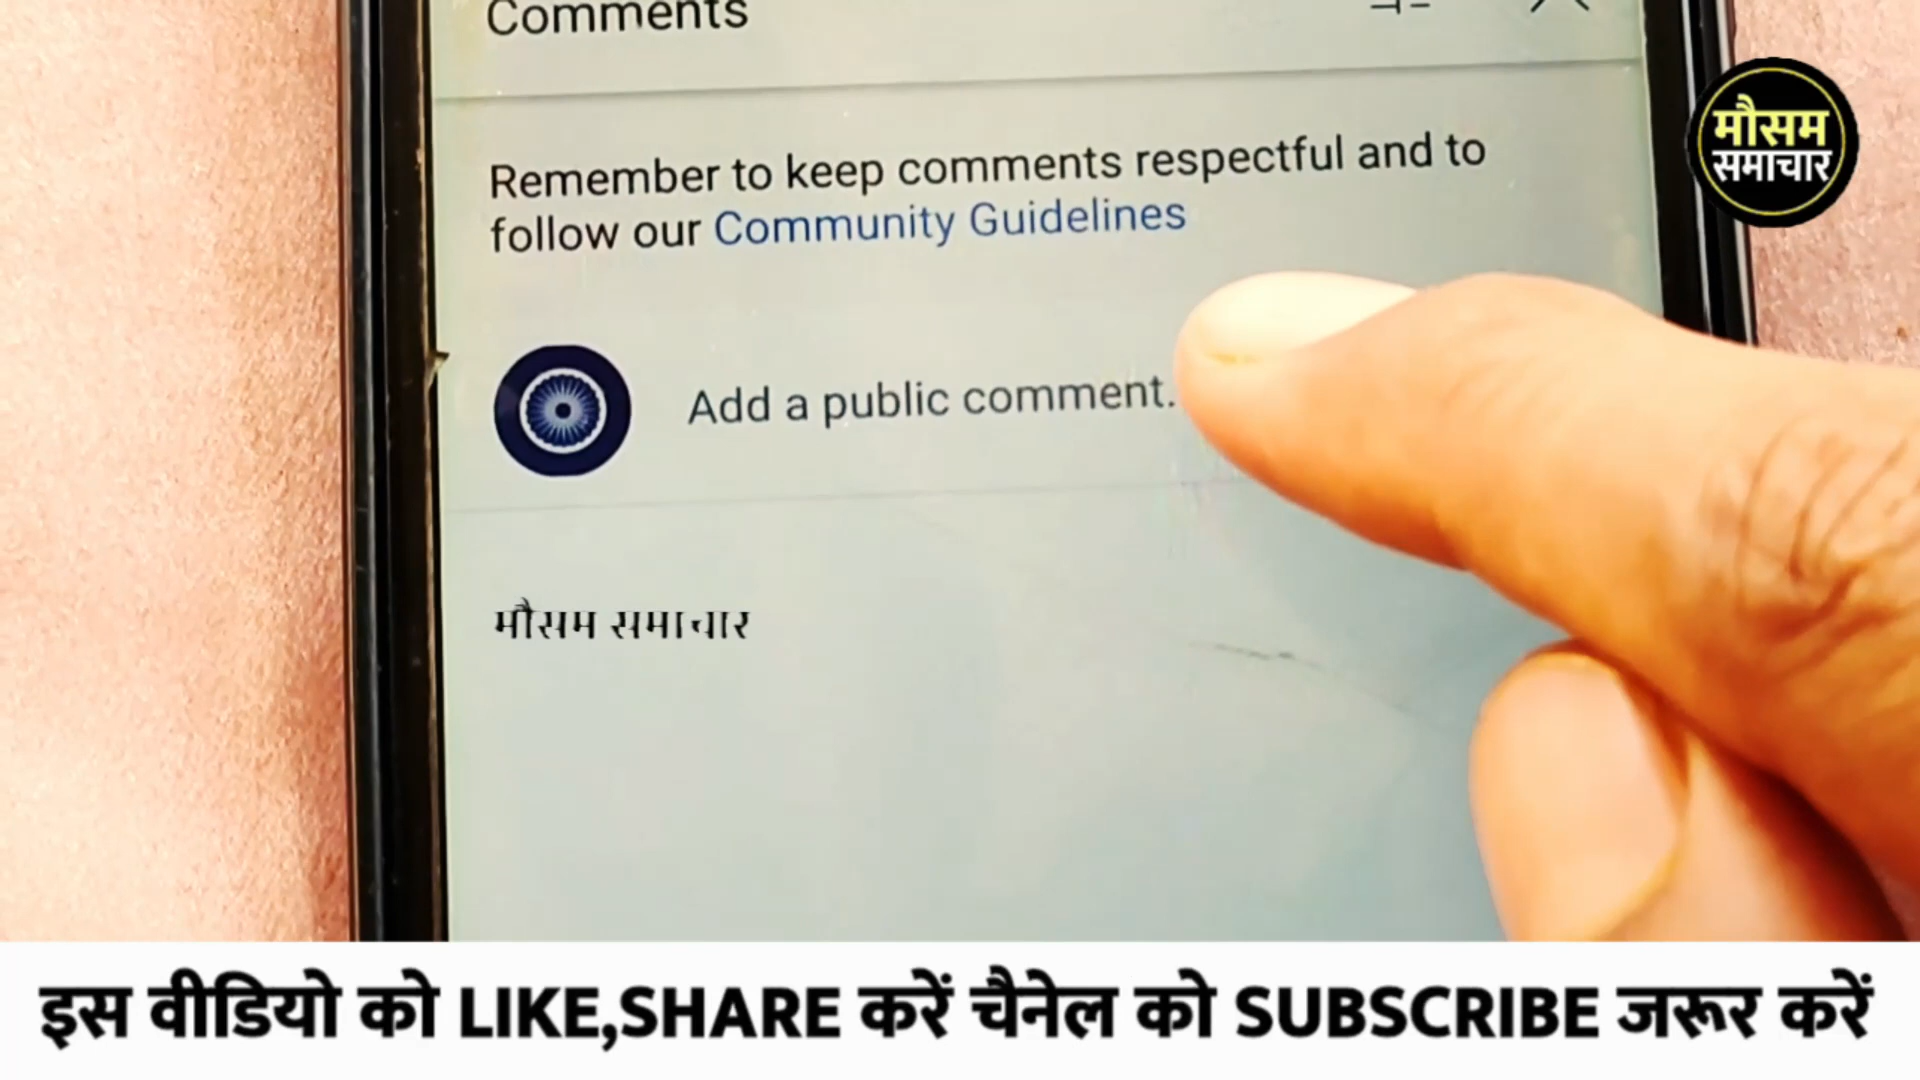 Comments
मौसम
समाचार
Remember to keep comments respectful and to
follow our Community Guidelines
Add a public comment.
मौसम समाचार
इस वीडियो को LIKE,SHARE करें चैनेल को SUBSCRIBE जरूर करें